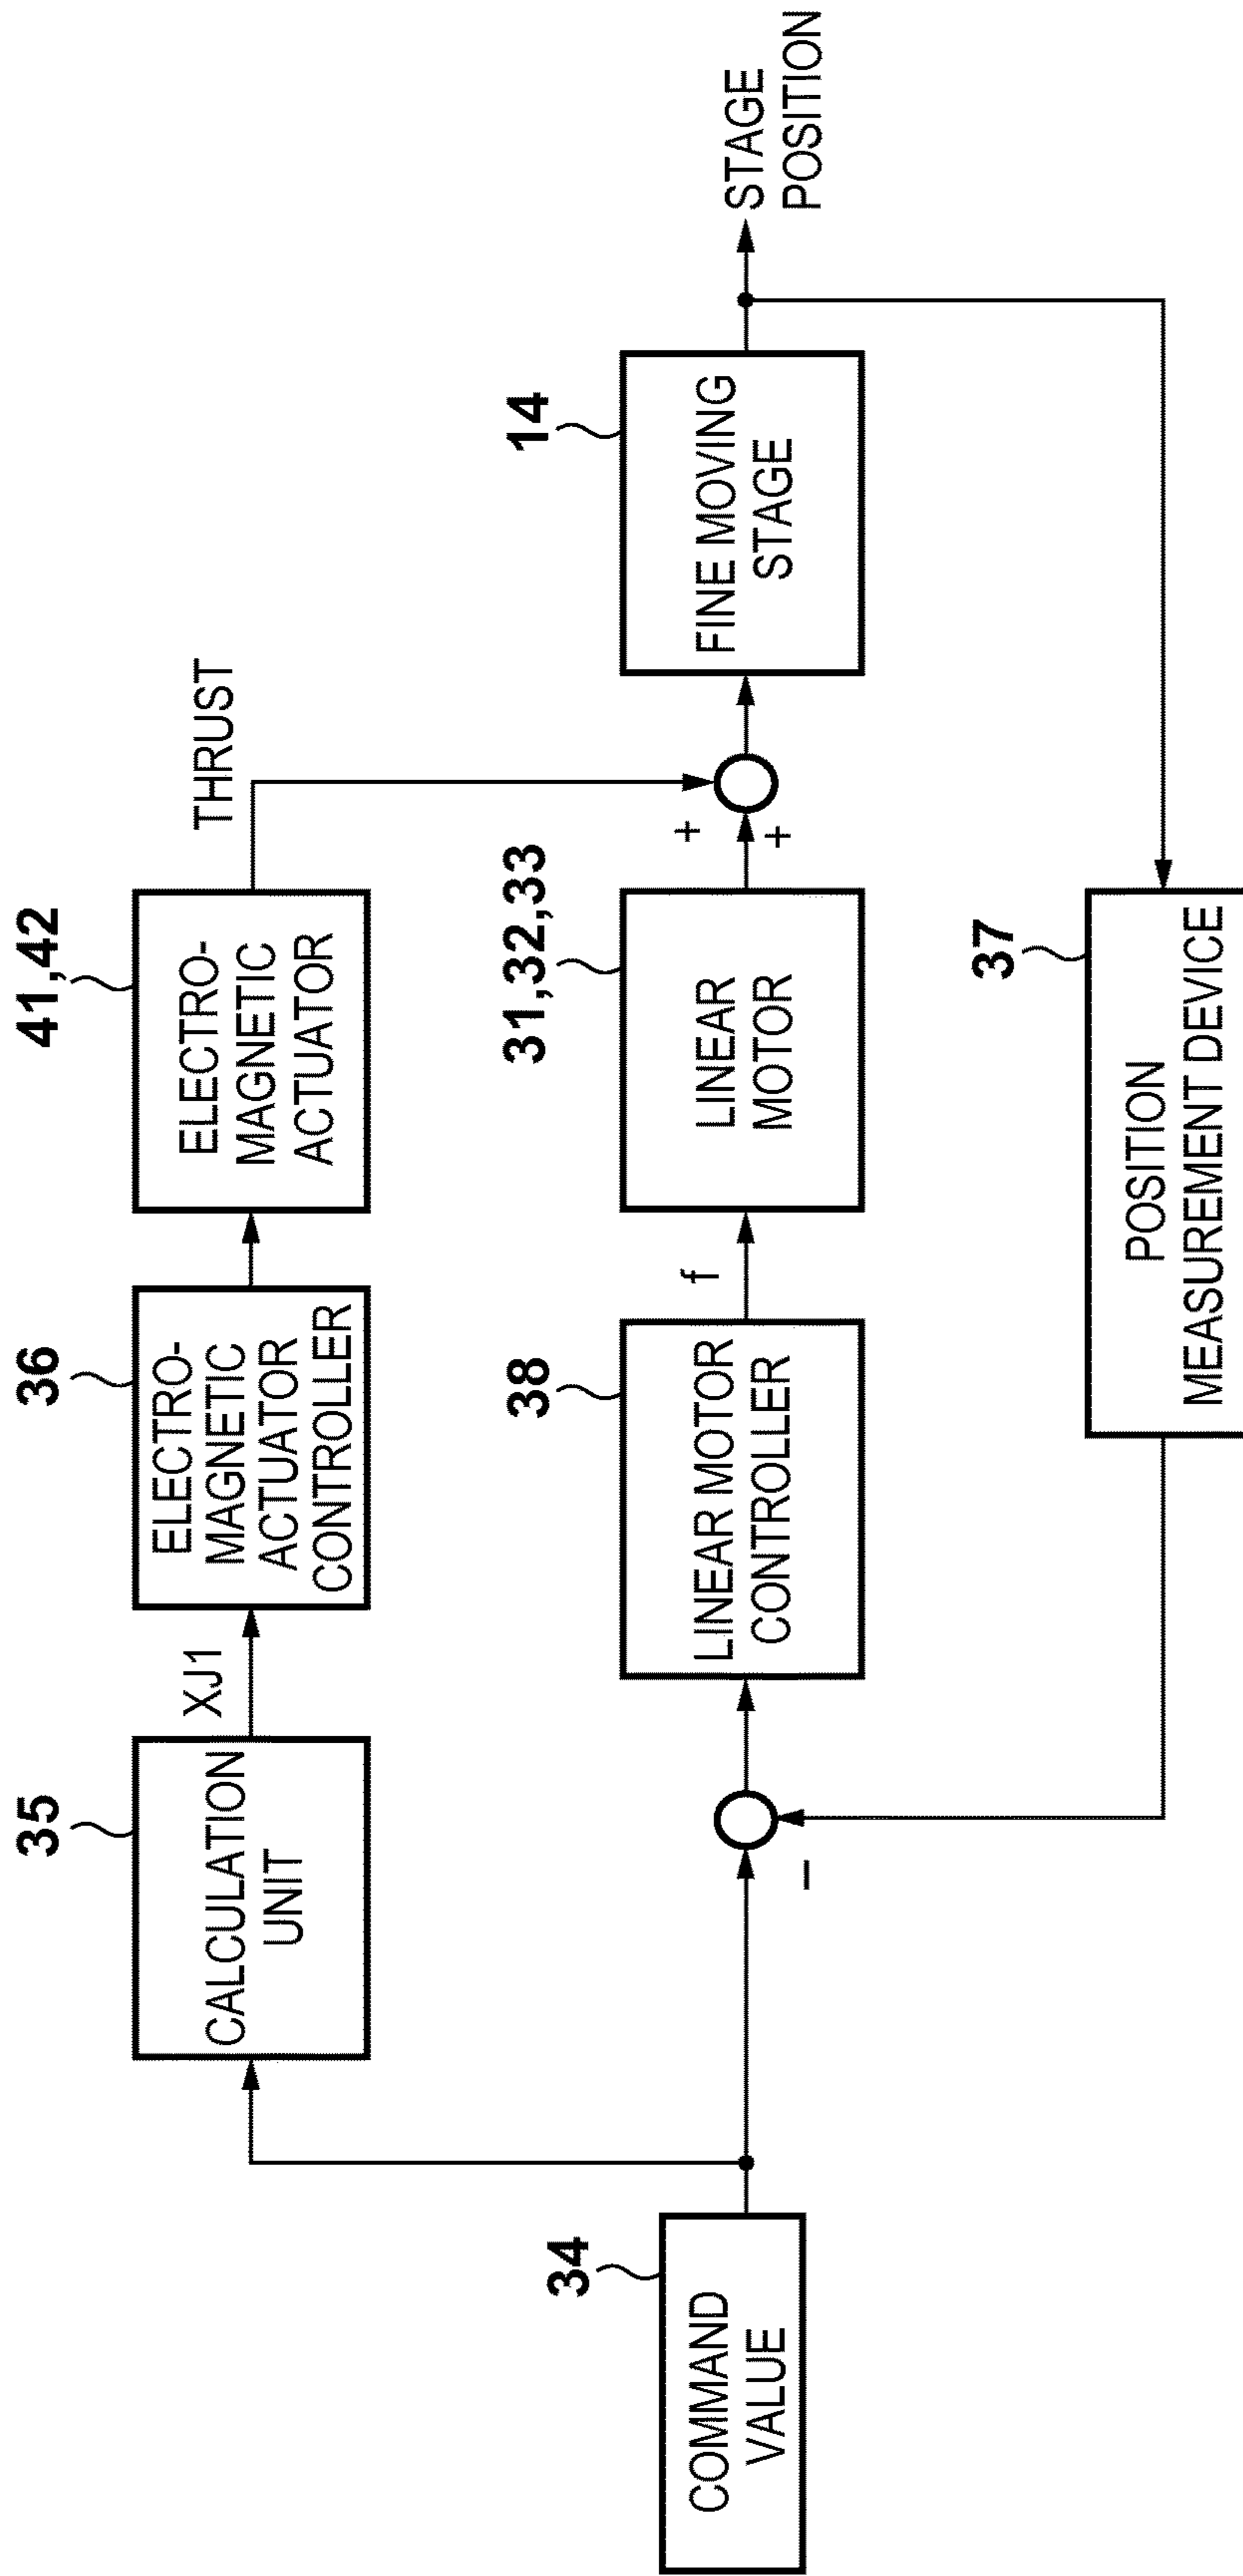 34
COMMAND
VALUE
35
CALCULATION
UNIT
XJ1
36
ELECTRO-
MAGNETIC
ACTUATOR
CONTROLLER
41,42
ELECTRO-
MAGNETIC
ACTUATOR
THRUST
−
38
LINEAR MOTOR
CONTROLLER
f
31,32,33
LINEAR
MOTOR
+
+
14
FINE MOVING
STAGE
STAGE
POSITION
37
POSITION
MEASUREMENT DEVICE